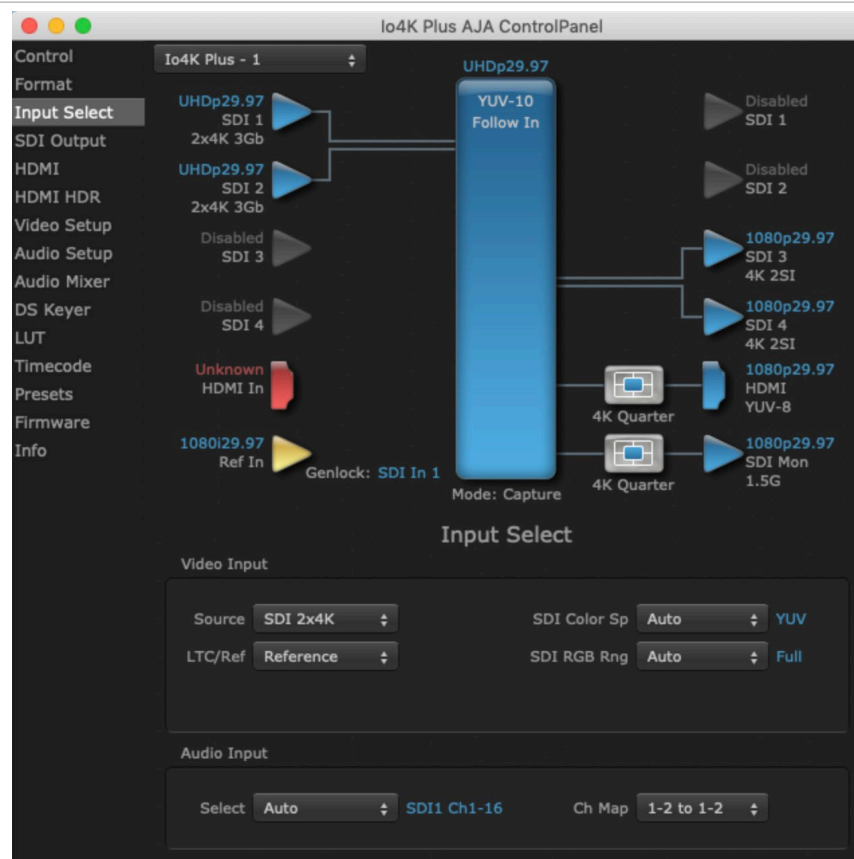 Io4K Plus AJA ControlPanel
Control
Format
Input Select
SDI Output
HDMI
HDMI HDR
Video Setup
Audio Setup
Audio Mixer
DS Keyer
LUT
Timecode
Presets
Firmware
Info
Io4K Plus - 1
UHDp29.97
YUV-10
Follow In
UHDp29.97
SDI 1
2x4K 3Gb
UHDp29.97
SDI 2
2x4K 3Gb
Disabled
SDI 3
Disabled
SDI 4
Unknown
HDMI In
1080i29.97
Ref In
Genlock: SDI In 1
Mode: Capture
Disabled
SDI 1
Disabled
SDI 2
1080p29.97
SDI 3
4K 2SI
1080p29.97
SDI 4
4K 2SI
4K Quarter
1080p29.97
HDMI
YUV-8
4K Quarter
1080p29.97
SDI Mon
1.5G
Input Select
Video Input
Source SDI 2x4K SDI Color Sp Auto YUV
LTC/Ref Reference SDI RGB Rng Auto Full
Audio Input
Select Auto SDI1 Ch1-16 Ch Map 1-2 to 1-2